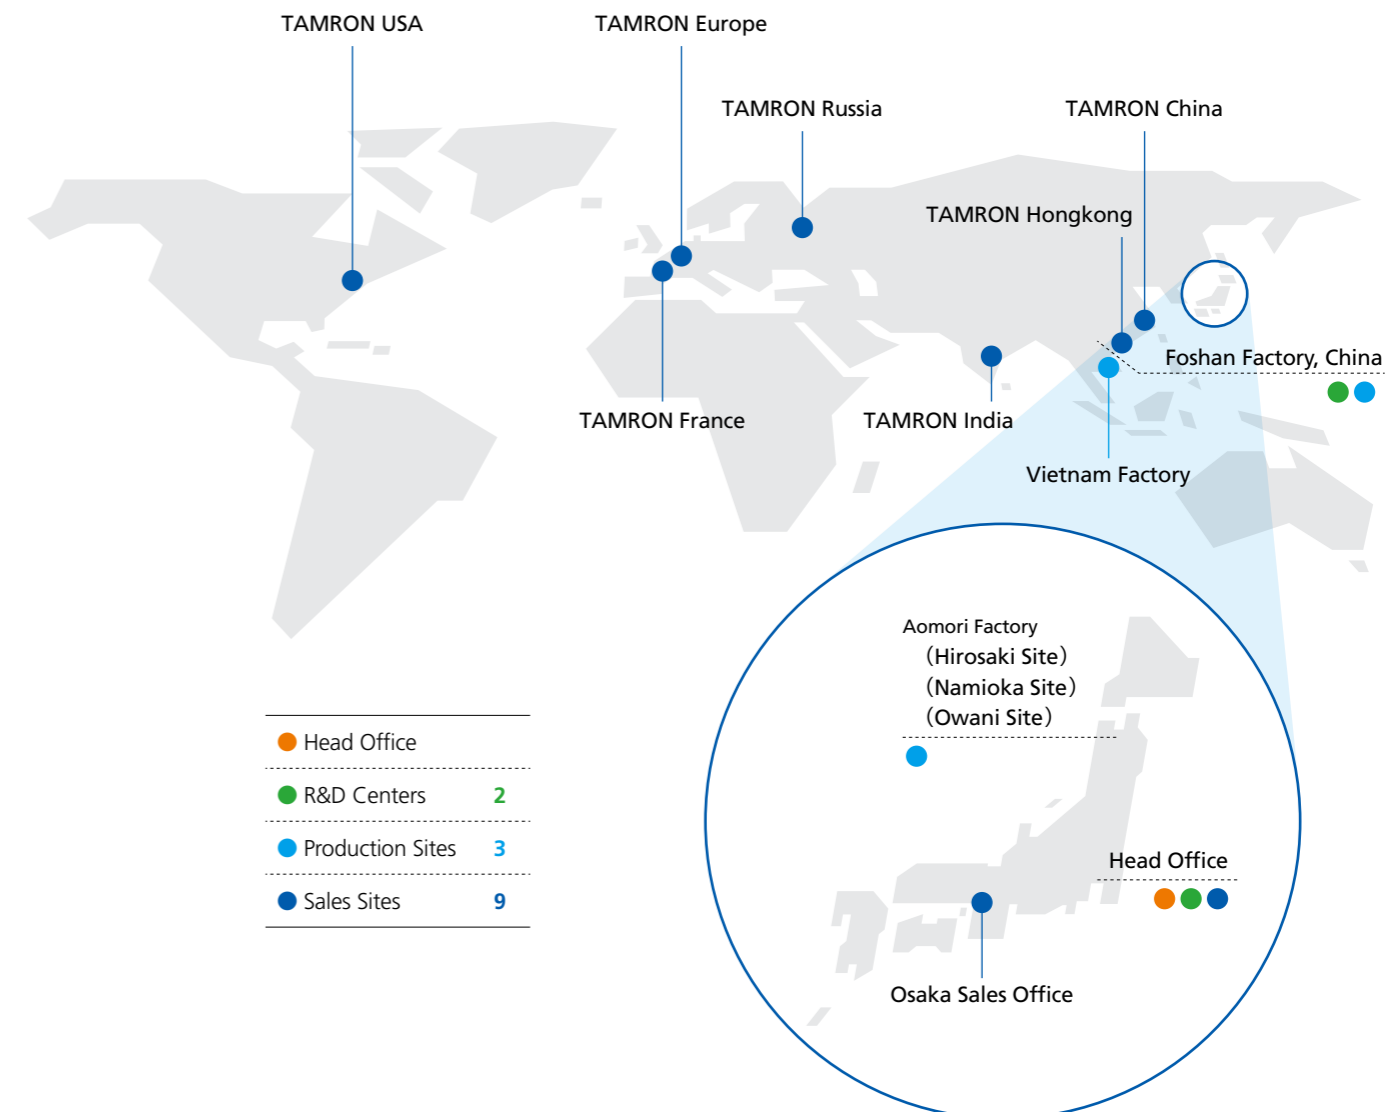 TAMRON USA
TAMRON Europe
TAMRON Russia
TAMRON China
TAMRON Hongkong
Foshan Factory, China
TAMRON France
TAMRON India
Vietnam Factory
Aomori Factory
（Hirosaki Site）
（Namioka Site）
（Owani Site）
Head Office
R&D Centers 2
Production Sites 3
Sales Sites 9
Head Office
Osaka Sales Office